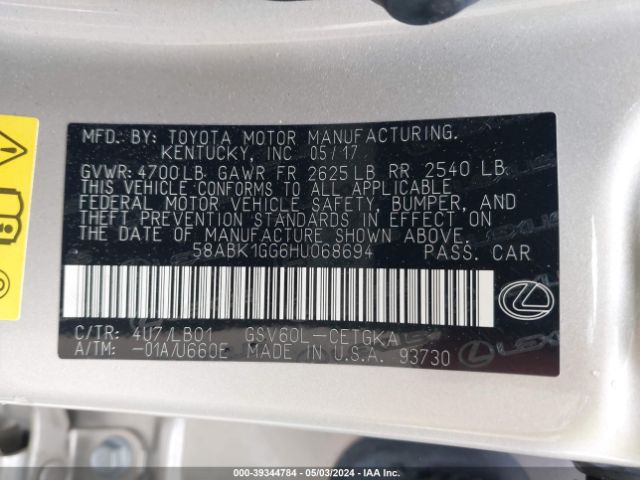 MFD. BY: TOYOTA MOTOR MANUFACTURING.
KENTUCKY, INC 05/17
GVWR: 4700LB GAWR FR 2625LB RR 2540 LB
THIS VEHICLE CONFORMS TO ALL APPLICABLE
FEDERAL MOTOR VEHICLE SAFETY, BUMPER, AND
THEFT PREVENTION STANDARDS IN EFFECT ON
THE DATE OF MANUFACTURE SHOWN ABOVE.
58ABK1GG6HU068694 PASS. CAR
C/TR: 4U7/LB01 GSV60L-CETGKA
A/TM: -01A/U660E MADE IN U.S.A. 93730
LEXUS
000-39344784 - 05/03/2024 - IAA Inc.